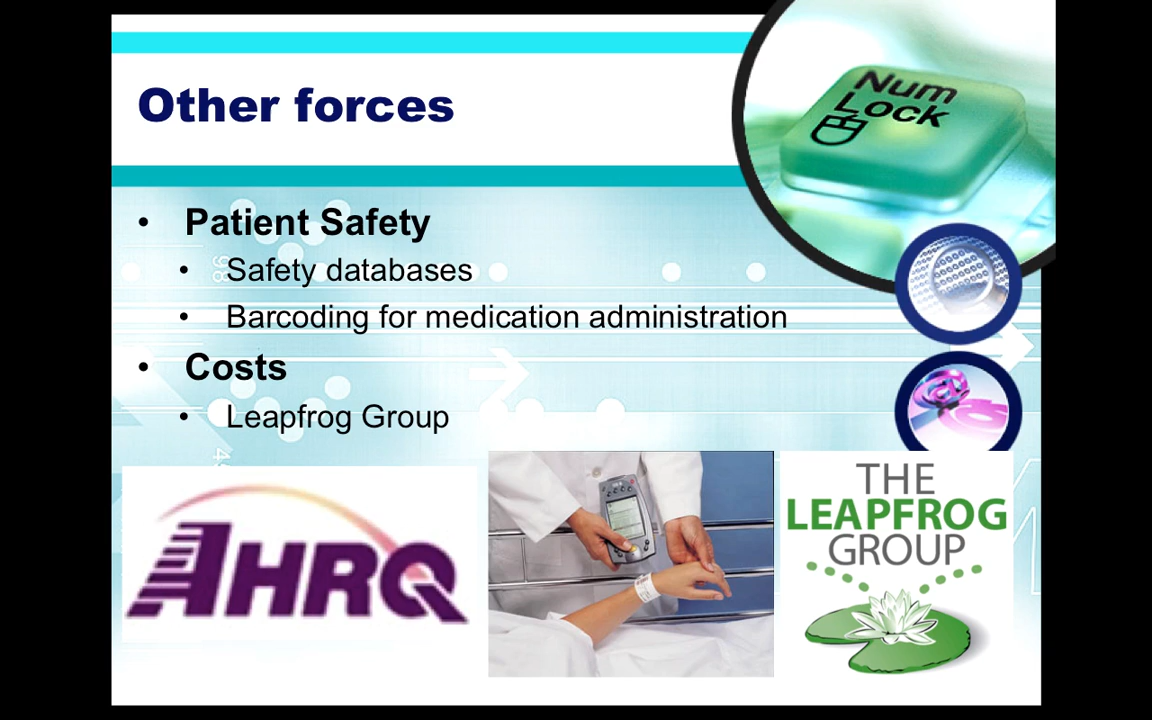 Other forces
Num
Lock
• Patient Safety
• Safety databases
• Barcoding for medication administration
• Costs
• Leapfrog Group
AHRQ
THE
LEAPFROG
GROUP